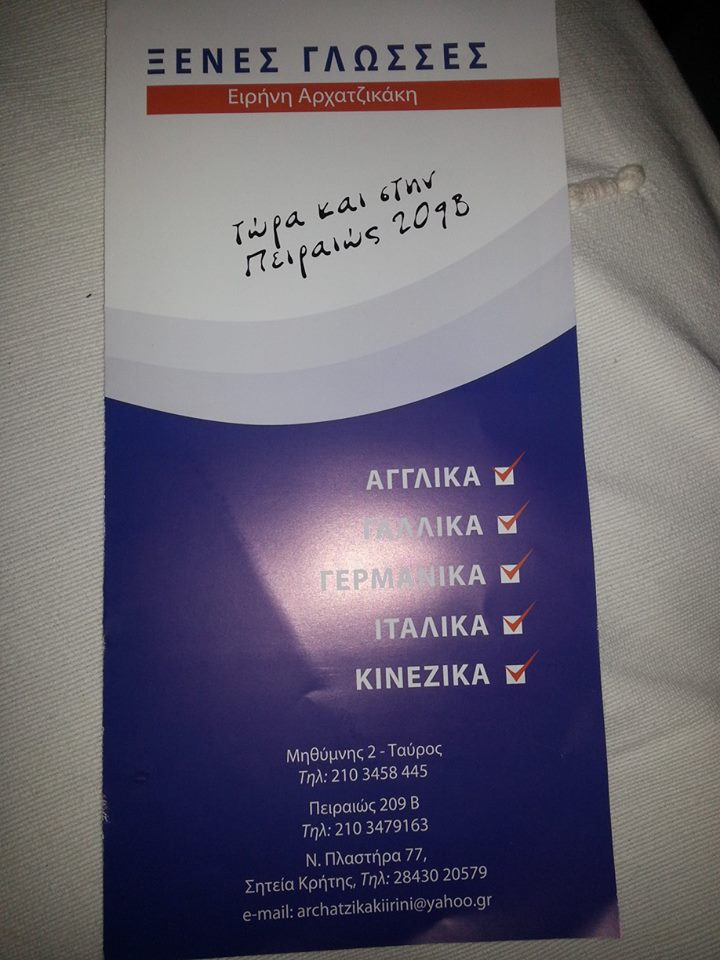 ΞΕΝΕΣ ΓΛΩΣΣΕΣ
Ειρήνη Αρχατζικάκη
Τώρα και στην
Πειραιώς 209Β
ΑΓΓΛΙΚΑ
ΓΑΛΛΙΚΑ
ΓΕΡΜΑΝΙΚΑ
ΙΤΑΛΙΚΑ
ΚΙΝΕΖΙΚΑ
Μηθύμνης 2 - Ταύρος
Τηλ: 210 3458 445
Πειραιώς 209 Β
Τηλ: 210 3479163
Ν. Πλαστήρα 77,
Σητεία Κρήτης, Τηλ: 28430 20579
e-mail: archatzikakiirini@yahoo.gr